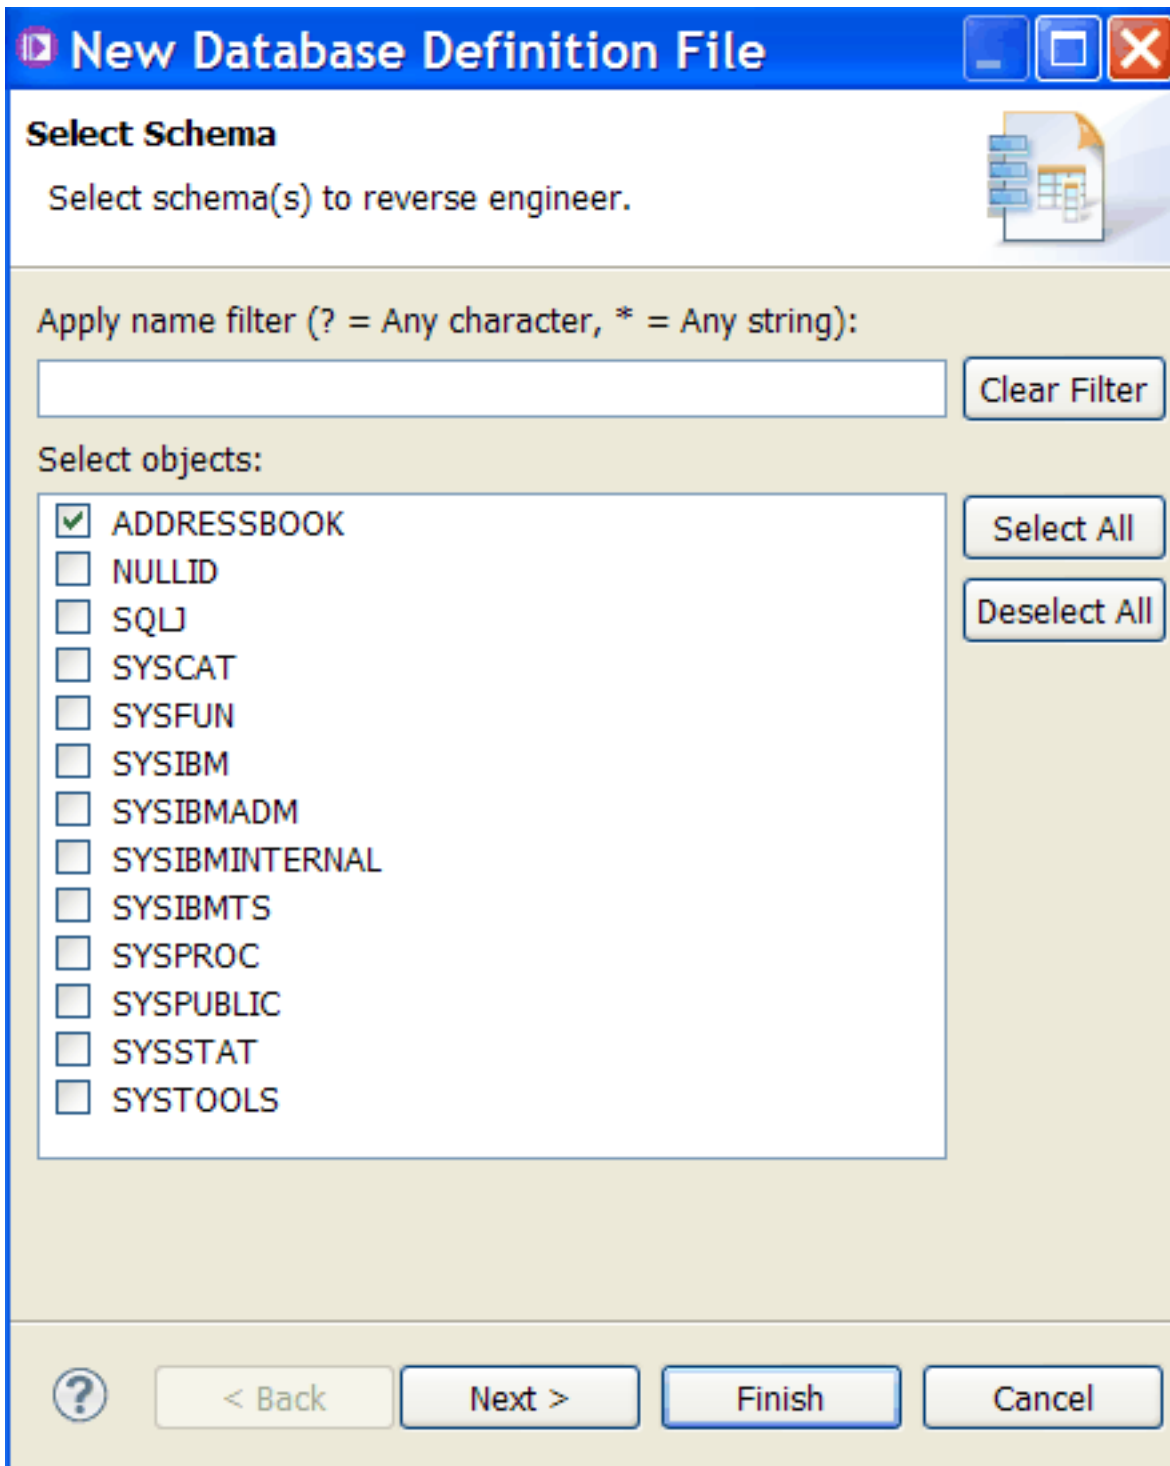 New Database Definition File
Select Schema
Select schema(s) to reverse engineer.
Apply name filter (? = Any character, * = Any string):
Clear Filter
Select objects:
ADDRESSBOOK
Select All
NULLID
SQLJ
Deselect All
SYSCAT
SYSFUN
SYSIBM
SYSIBMADM
SYSIBMINTERNAL
SYSIBMTS
SYSPROC
SYSPUBLIC
SYSSTAT
SYSTOOLS
? < Back Next > Finish Cancel